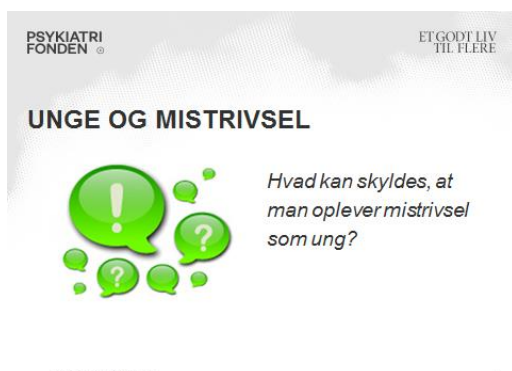 PSYKIATRI
FONDEN ®
ET GODT LIV
TIL FLERE
UNGE OG MISTRIVSEL
!
?
?
Hvad kan skyldes, at
man oplever mistrivsel
som ung?